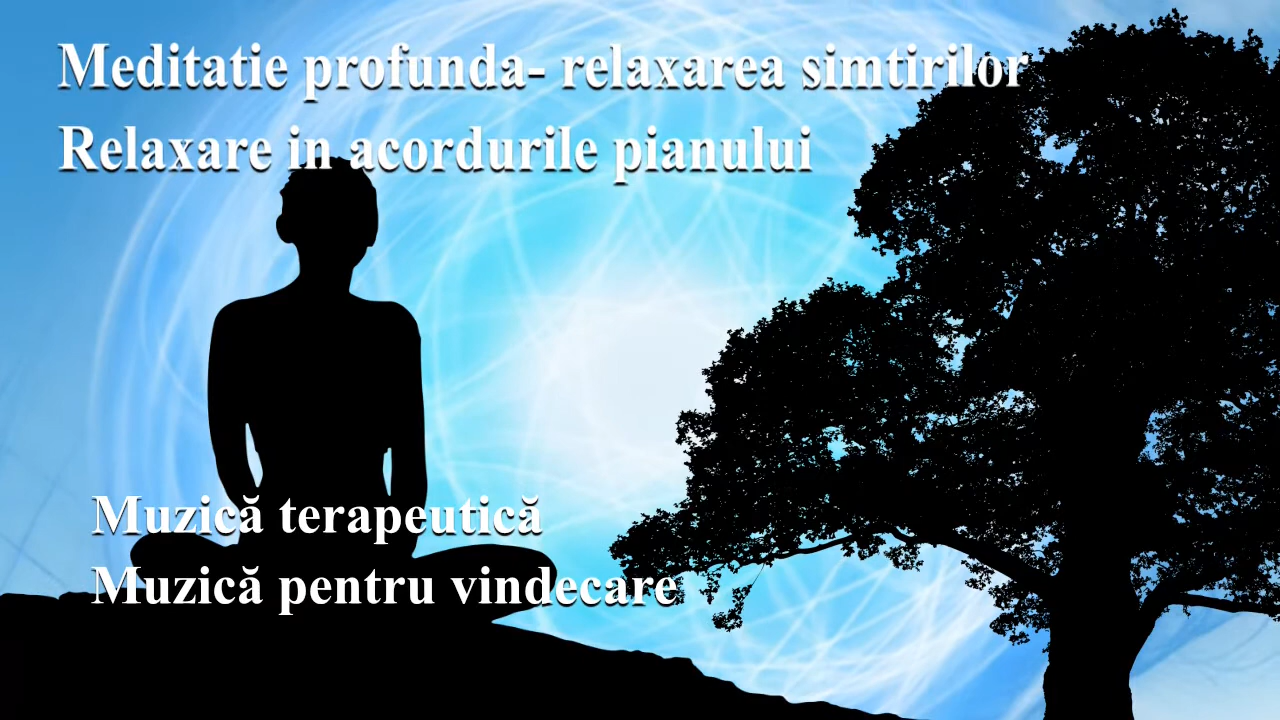 Meditatie profunda- relaxarea simtirilor
Relaxare in acordurile pianului
Muzică terapeutică
Muzică pentru vindecare